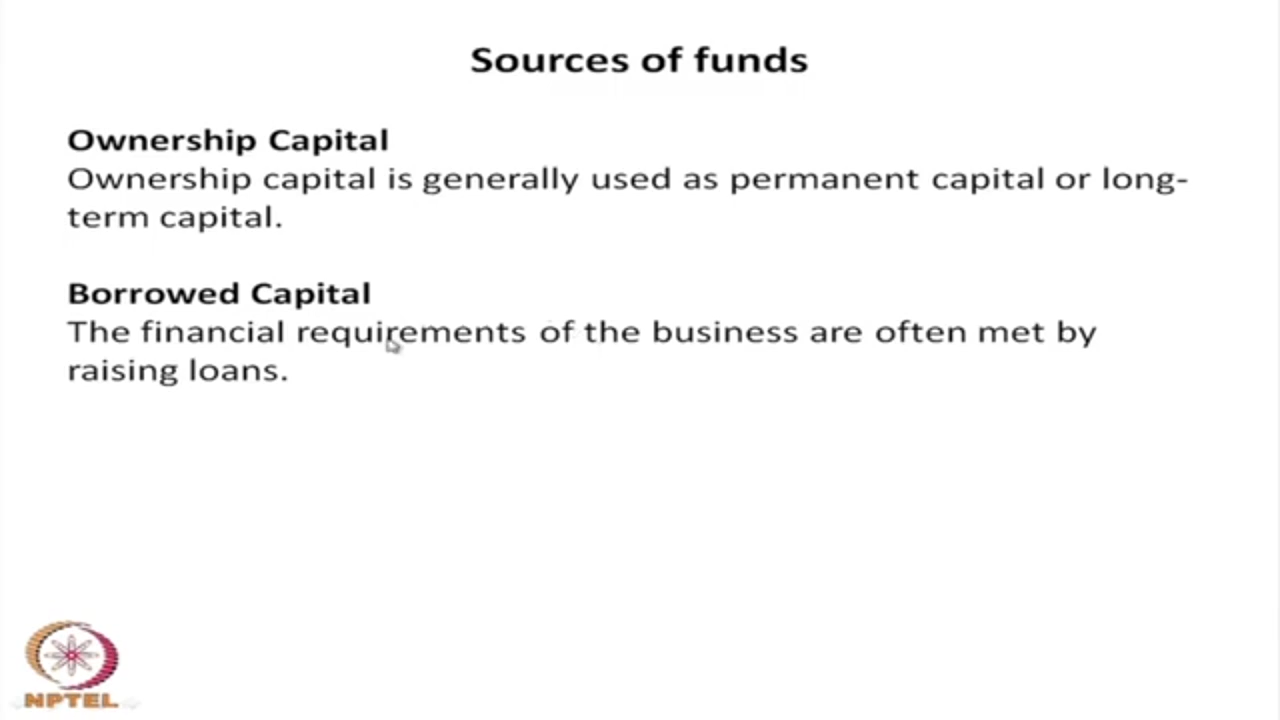 Sources of funds
Ownership Capital
Ownership capital is generally used as permanent capital or long-
term capital.
Borrowed Capital
The financial requirements of the business are often met by
raising loans.
NPTEL